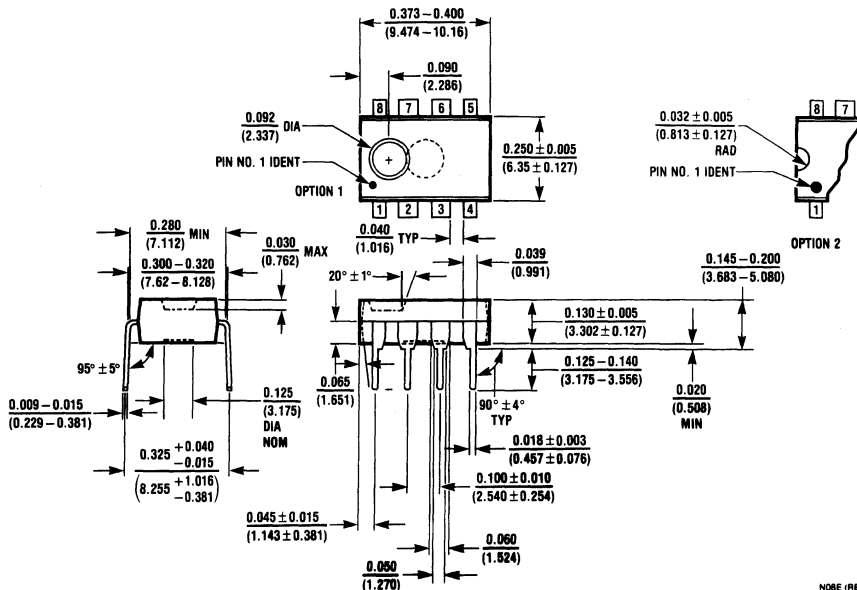 0.373 – 0.400
(9.474 – 10.16)
0.090
(2.286)
8 7 6 5
0.092 DIA
(2.337)
PIN NO. 1 IDENT
OPTION 1
1 2 3 4
0.250 ± 0.005
(6.35 ± 0.127)
8 7
0.032 ± 0.005
(0.813 ± 0.127)
RAD
PIN NO. 1 IDENT
1
OPTION 2
0.280 MIN
(7.112)
0.300 – 0.320
(7.62 – 8.128)
0.030 MAX
(0.762)
0.040 TYP
(1.016)
0.039
(0.991)
20° ± 1°
0.145 – 0.200
(3.683 – 5.080)
0.130 ± 0.005
(3.302 ± 0.127)
0.125 – 0.140
(3.175 – 3.556)
0.020
(0.508)
MIN
95° ± 5°
0.009 – 0.015
(0.229 – 0.381)
0.125
(3.175)
DIA
NOM
0.065
(1.651)
90° ± 4°
TYP
0.018 ± 0.003
(0.457 ± 0.076)
0.325 +0.040 −0.015
(8.255 +1.016 −0.381)
0.100 ± 0.010
(2.540 ± 0.254)
0.045 ± 0.015
(1.143 ± 0.381)
0.060
(1.524)
0.050
(1.270)